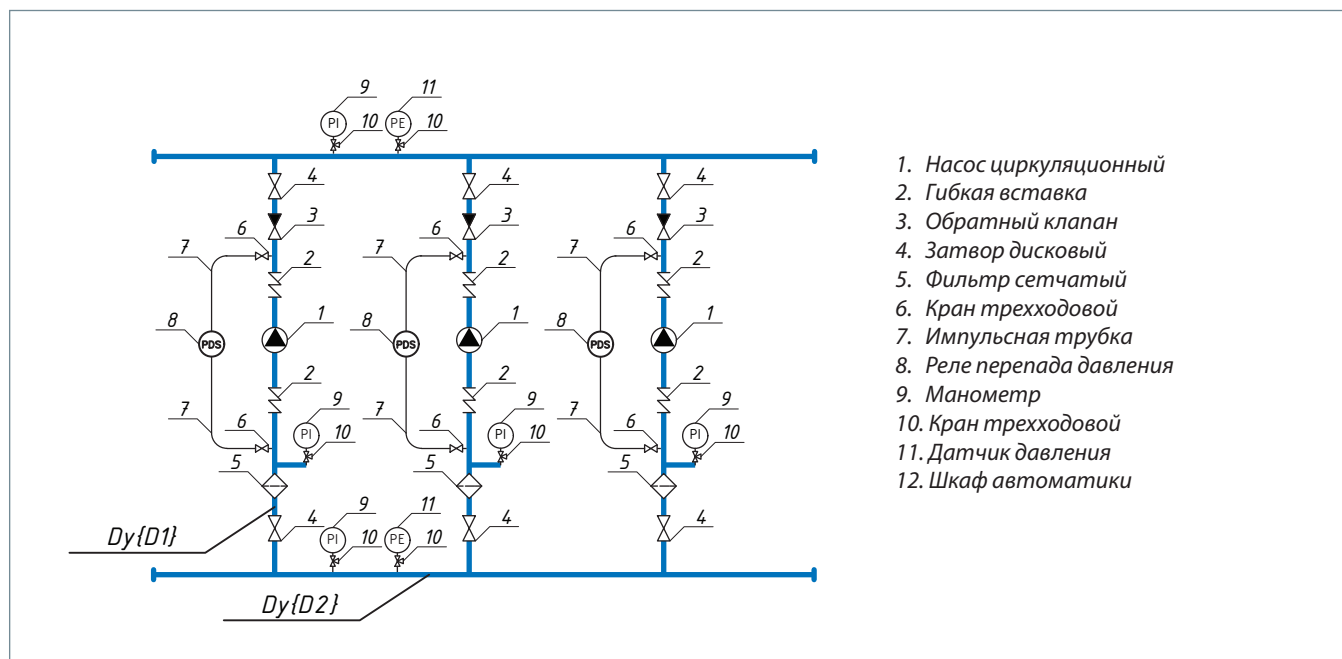 9 11
PI 10 PE 10
4 4 4
3 3 3
6 6 6
7 7 7
2 2 2
1 1 1
8 PDS 8 PDS 8 PDS
2 2 2
9 9 9
7 6 PI 7 6 PI 7 6 PI
10 10 10
5 5 5
9 11
Dy{D1} 4 PI 10 PE 10 4 4
Dy{D2}
1. Насос циркуляционный
2. Гибкая вставка
3. Обратный клапан
4. Затвор дисковый
5. Фильтр сетчатый
6. Кран трехходовой
7. Импульсная трубка
8. Реле перепада давления
9. Манометр
10. Кран трехходовой
11. Датчик давления
12. Шкаф автоматики